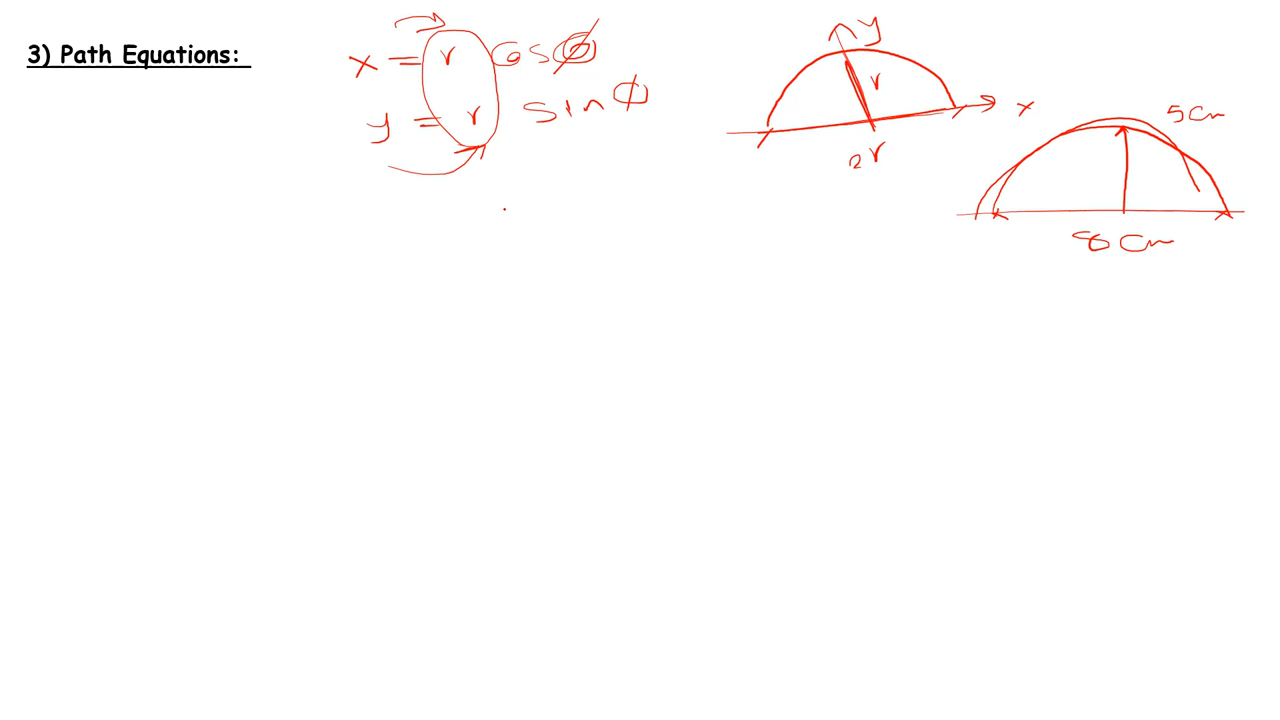 3) Path Equations:
x = r cos ϕ
y = r sin ϕ
y
r
x
2r
5cm
8cm